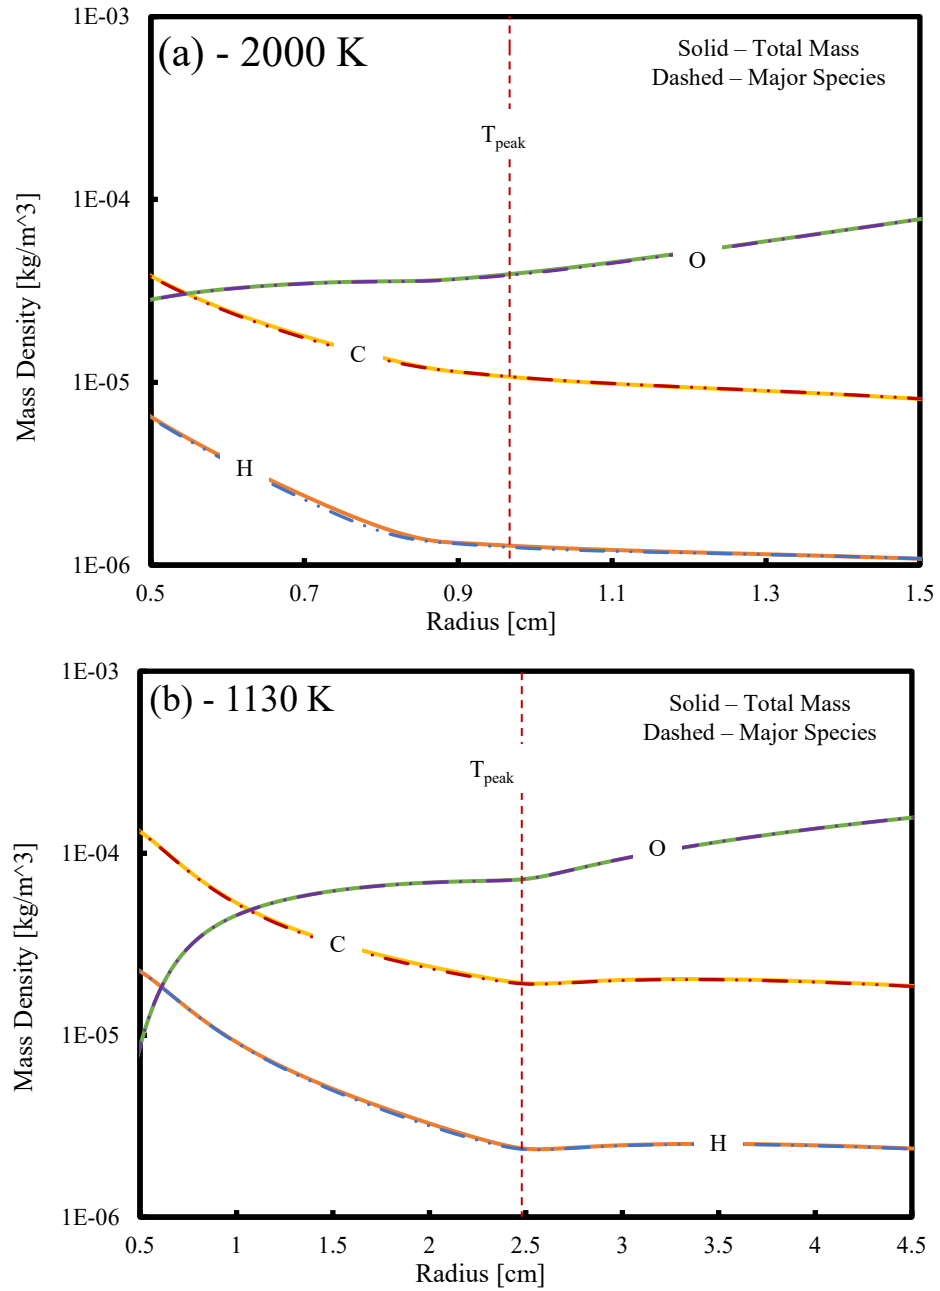 1E-03
(a) - 2000 K
Solid – Total Mass
Dashed – Major Species
T_peak
1E-04
Mass Density [kg/m^3]
O
C
1E-05
H
1E-06
0.5 0.7 0.9 1.1 1.3 1.5
Radius [cm]
1E-03
(b) - 1130 K
Solid – Total Mass
Dashed – Major Species
T_peak
1E-04
O
Mass Density [kg/m^3]
C
1E-05
H
1E-06
0.5 1 1.5 2 2.5 3 3.5 4 4.5
Radius [cm]